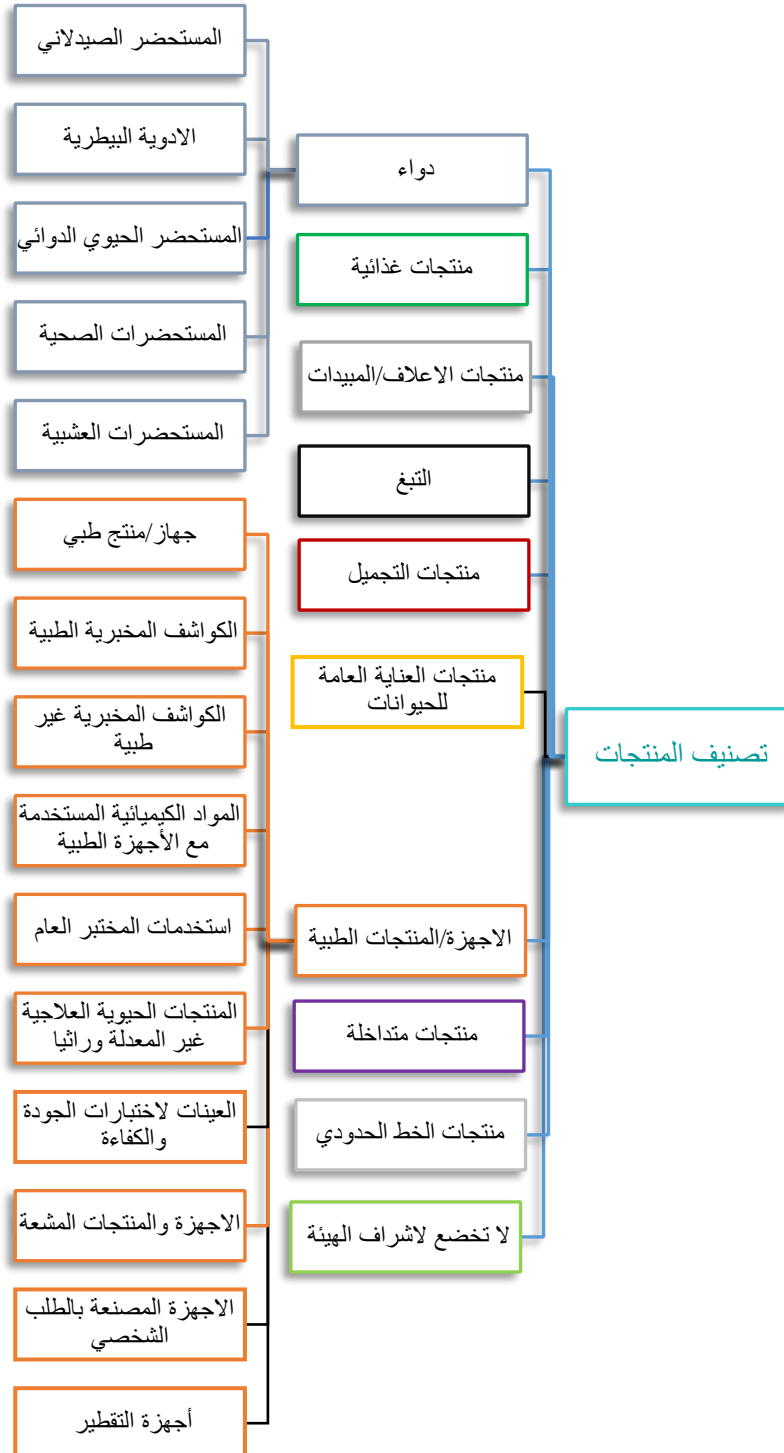 تصنيف المنتجات
دواء
المستحضر الصيدلاني
الادوية البيطرية
المستحضر الحيوي الدوائي
المستحضرات الصحية
المستحضرات العشبية
منتجات غذائية
منتجات الاعلاف/المبيدات
التبغ
منتجات التجميل
منتجات العناية العامة
للحيوانات
الاجهزة/المنتجات الطبية
جهاز/منتج طبي
الكواشف المخبرية الطبية
الكواشف المخبرية غير
طبية
المواد الكيميائية المستخدمة
مع الأجهزة الطبية
استخدمات المختبر العام
المنتجات الحيوية العلاجية
غير المعدلة وراثيا
العينات لاختبارات الجودة
والكفاءة
الاجهزة والمنتجات المشعة
الاجهزة المصنعة بالطلب
الشخصي
أجهزة التقطير
منتجات متداخلة
منتجات الخط الحدودي
لا تخضع لاشراف الهيئة